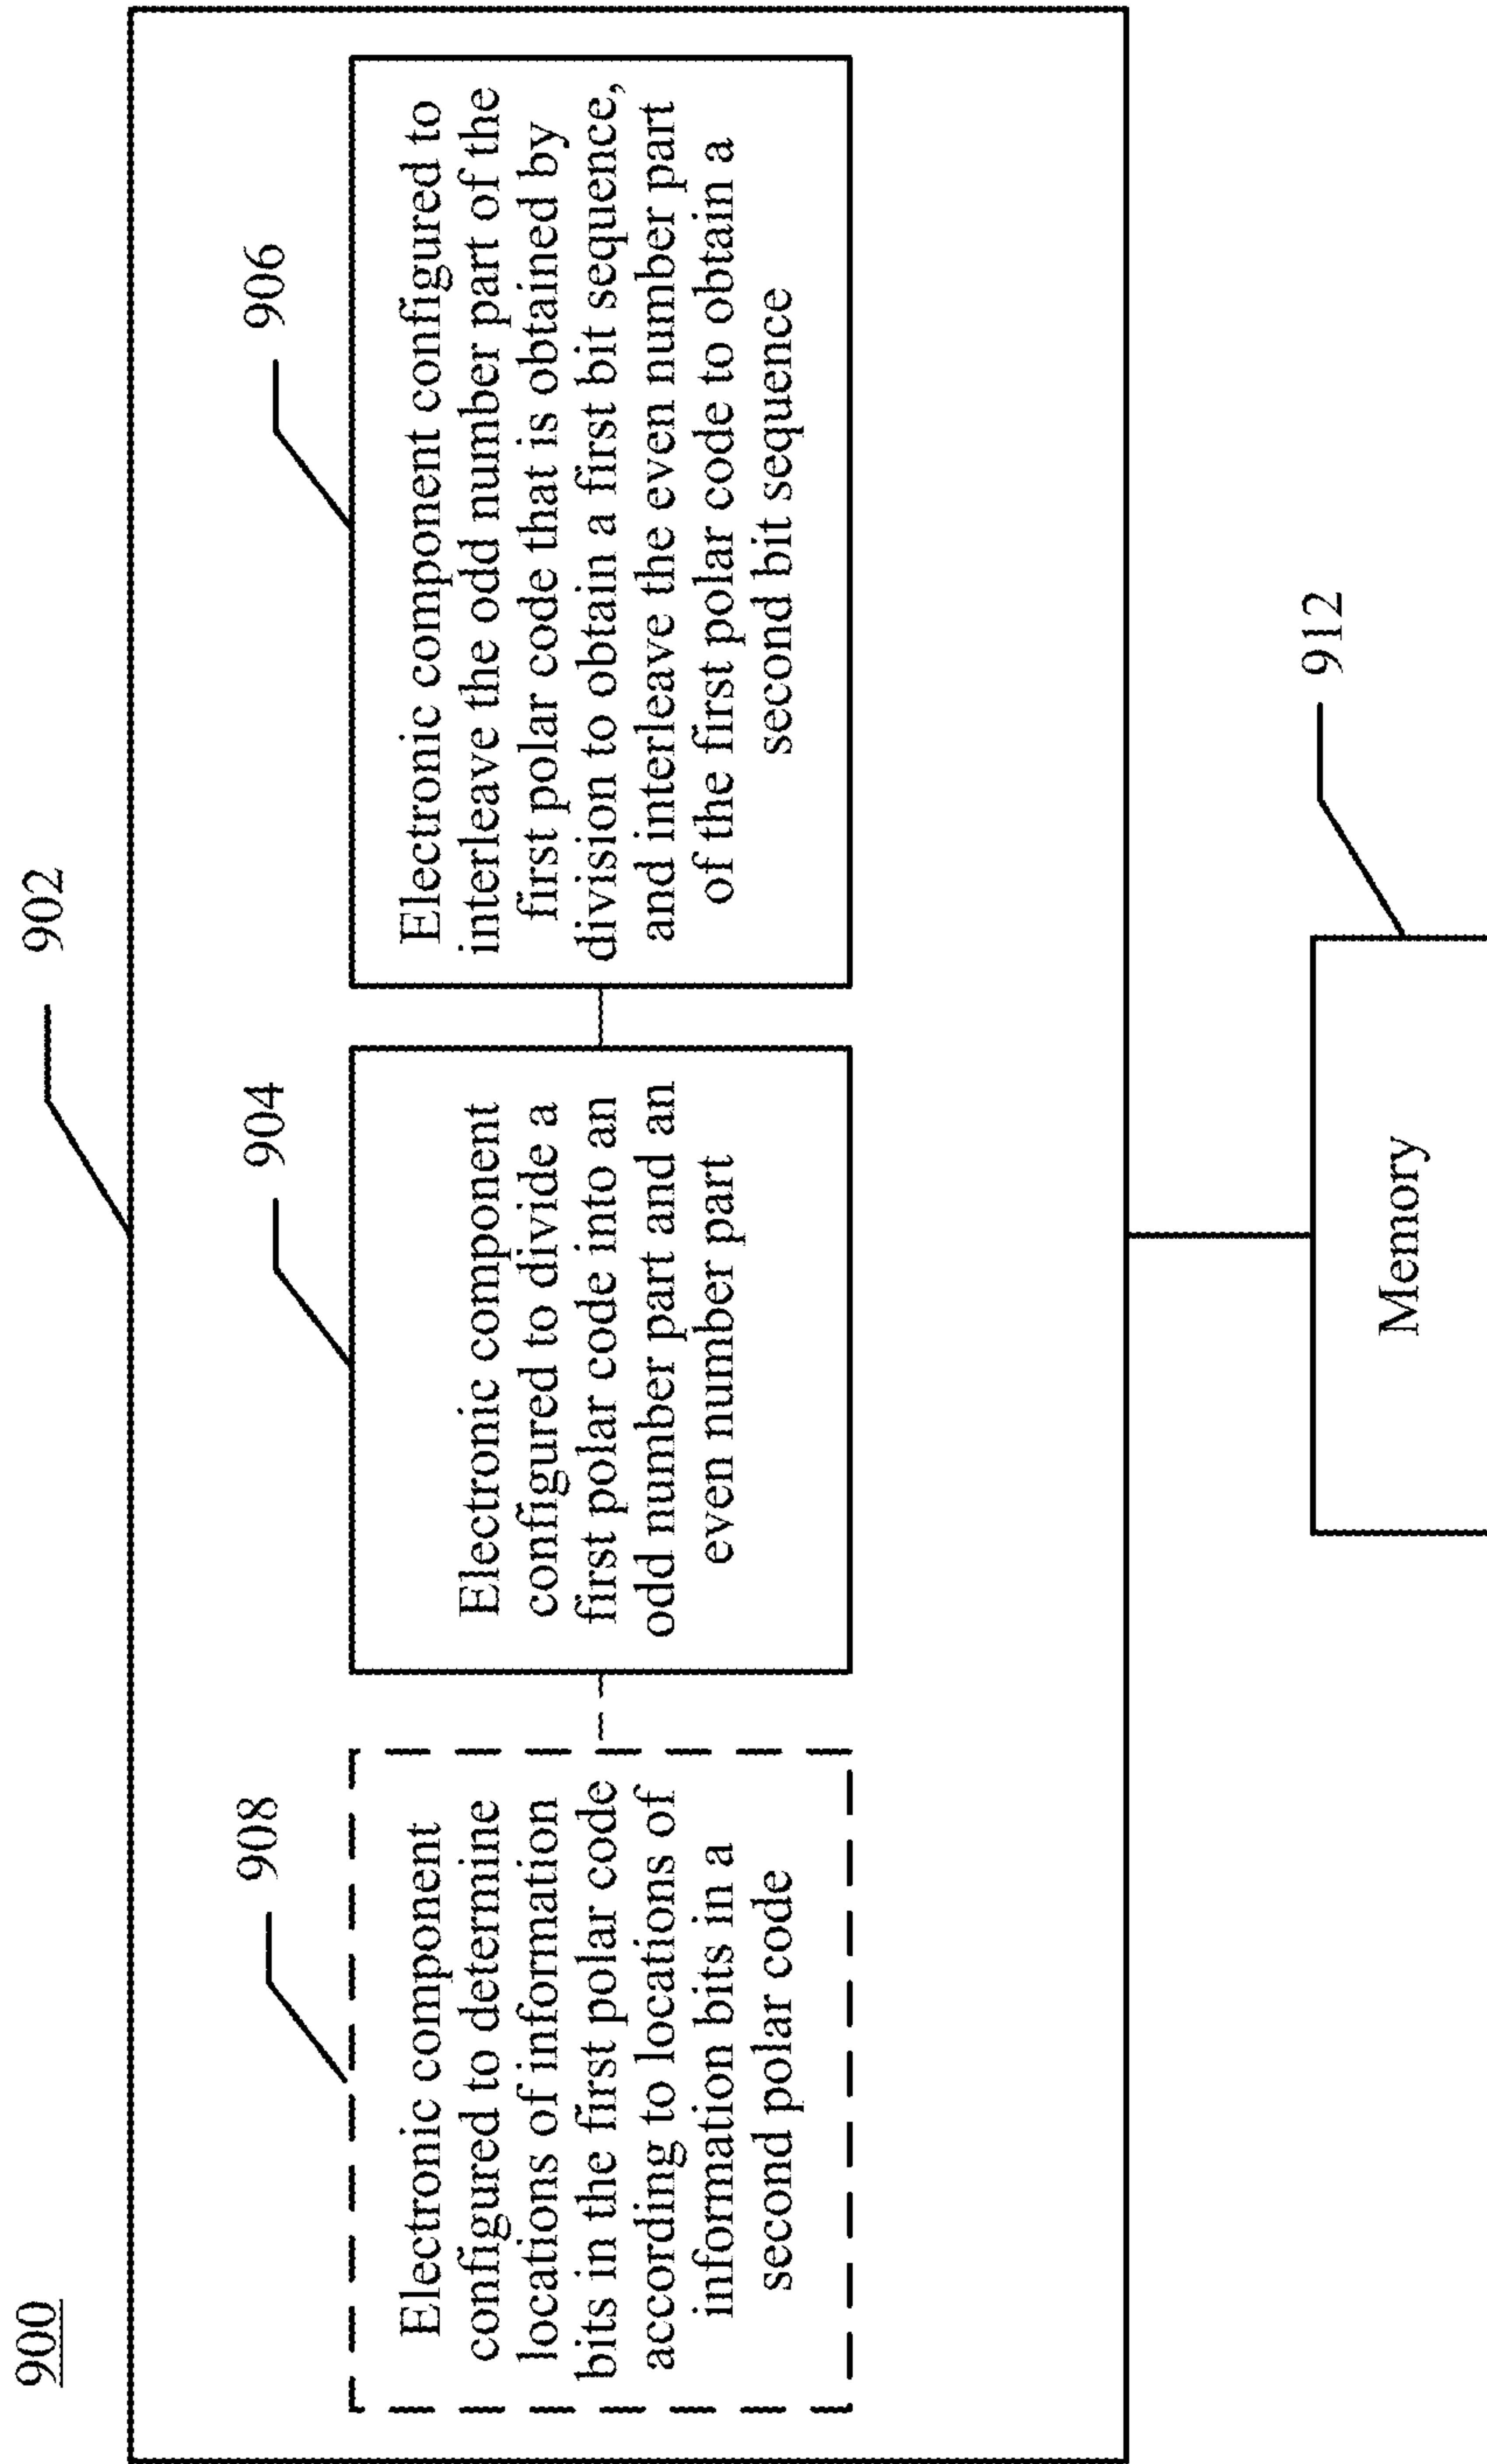 900
902
908
Electronic component
configured to determine
locations of information
bits in the first polar code
according to locations of
information bits in a
second polar code
904
Electronic component
configured to divide a
first polar code into an
odd number part and an
even number part
906
Electronic component configured to
interleave the odd number part of the
first polar code that is obtained by
division to obtain a first bit sequence,
and interleave the even number part
of the first polar code to obtain a
second bit sequence
912
Memory